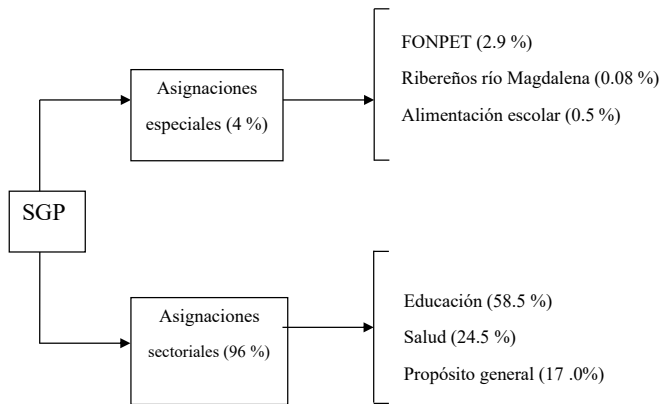 FONPET (2.9 %)
Ribereños río Magdalena (0.08 %)
Alimentación escolar (0.5 %)
Asignaciones
especiales (4 %)
SGP
Asignaciones
sectoriales (96 %)
Educación (58.5 %)
Salud (24.5 %)
Propósito general (17 .0%)